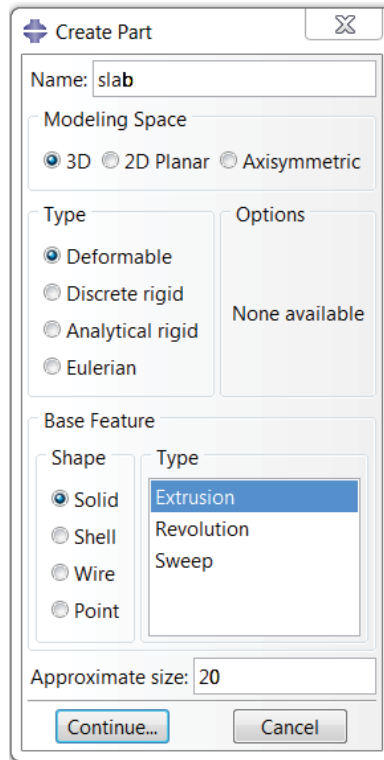 Create Part
Name: slab
Modeling Space
3D 2D Planar Axisymmetric
Type
Deformable
Discrete rigid
Analytical rigid
Eulerian
Options
None available
Base Feature
Shape
Solid
Shell
Wire
Point
Type
Extrusion
Revolution
Sweep
Approximate size: 20
Continue... Cancel